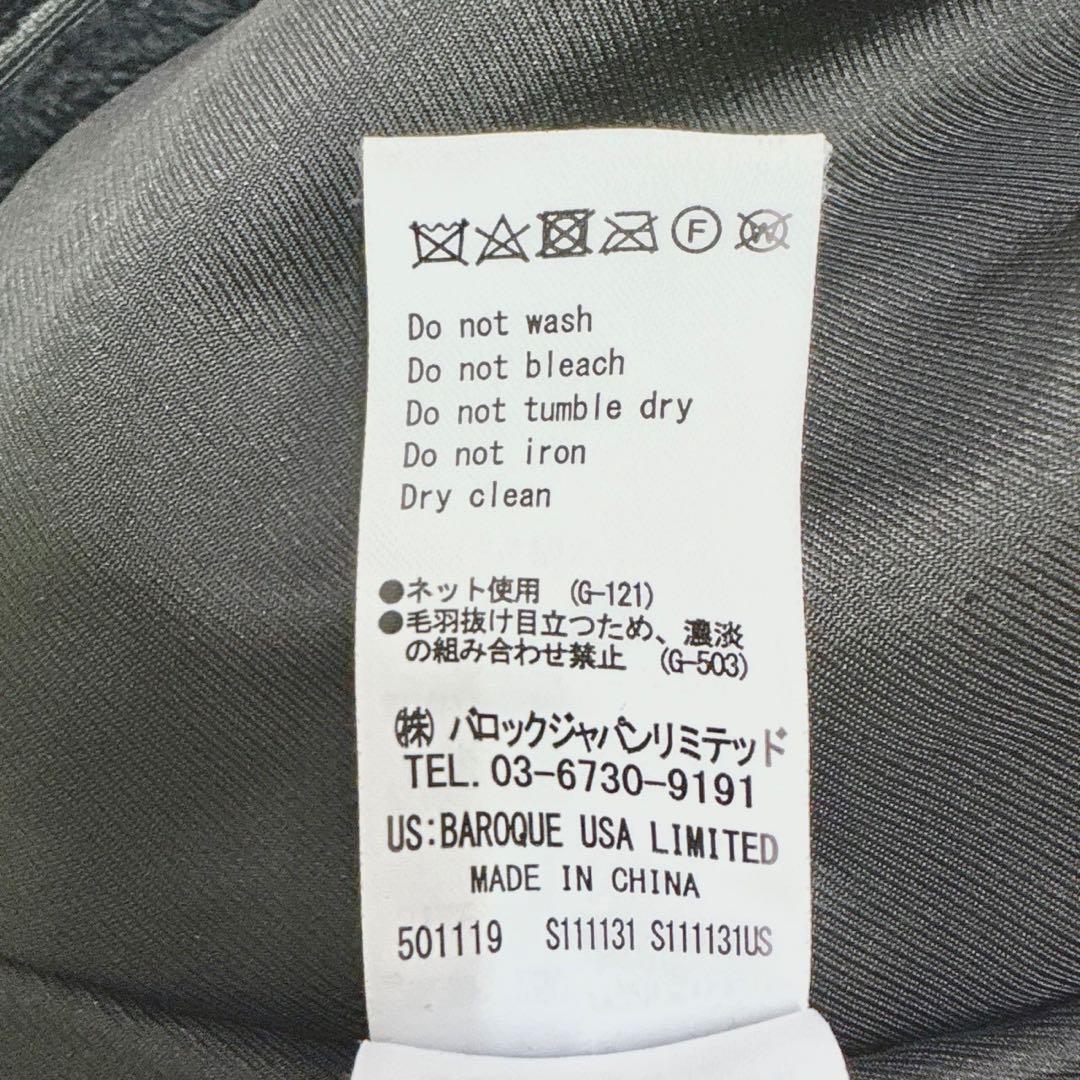 F W
Do not wash
Do not bleach
Do not tumble dry
Do not iron
Dry clean
●ネット使用 (G-121)
●毛羽抜け目立つため、濃淡
の組み合わせ禁止 (G-503)
(株) バロックジャパンリミテッド
TEL. 03-6730-9191
US:BAROQUE USA LIMITED
MADE IN CHINA
501119 S111131 S111131US